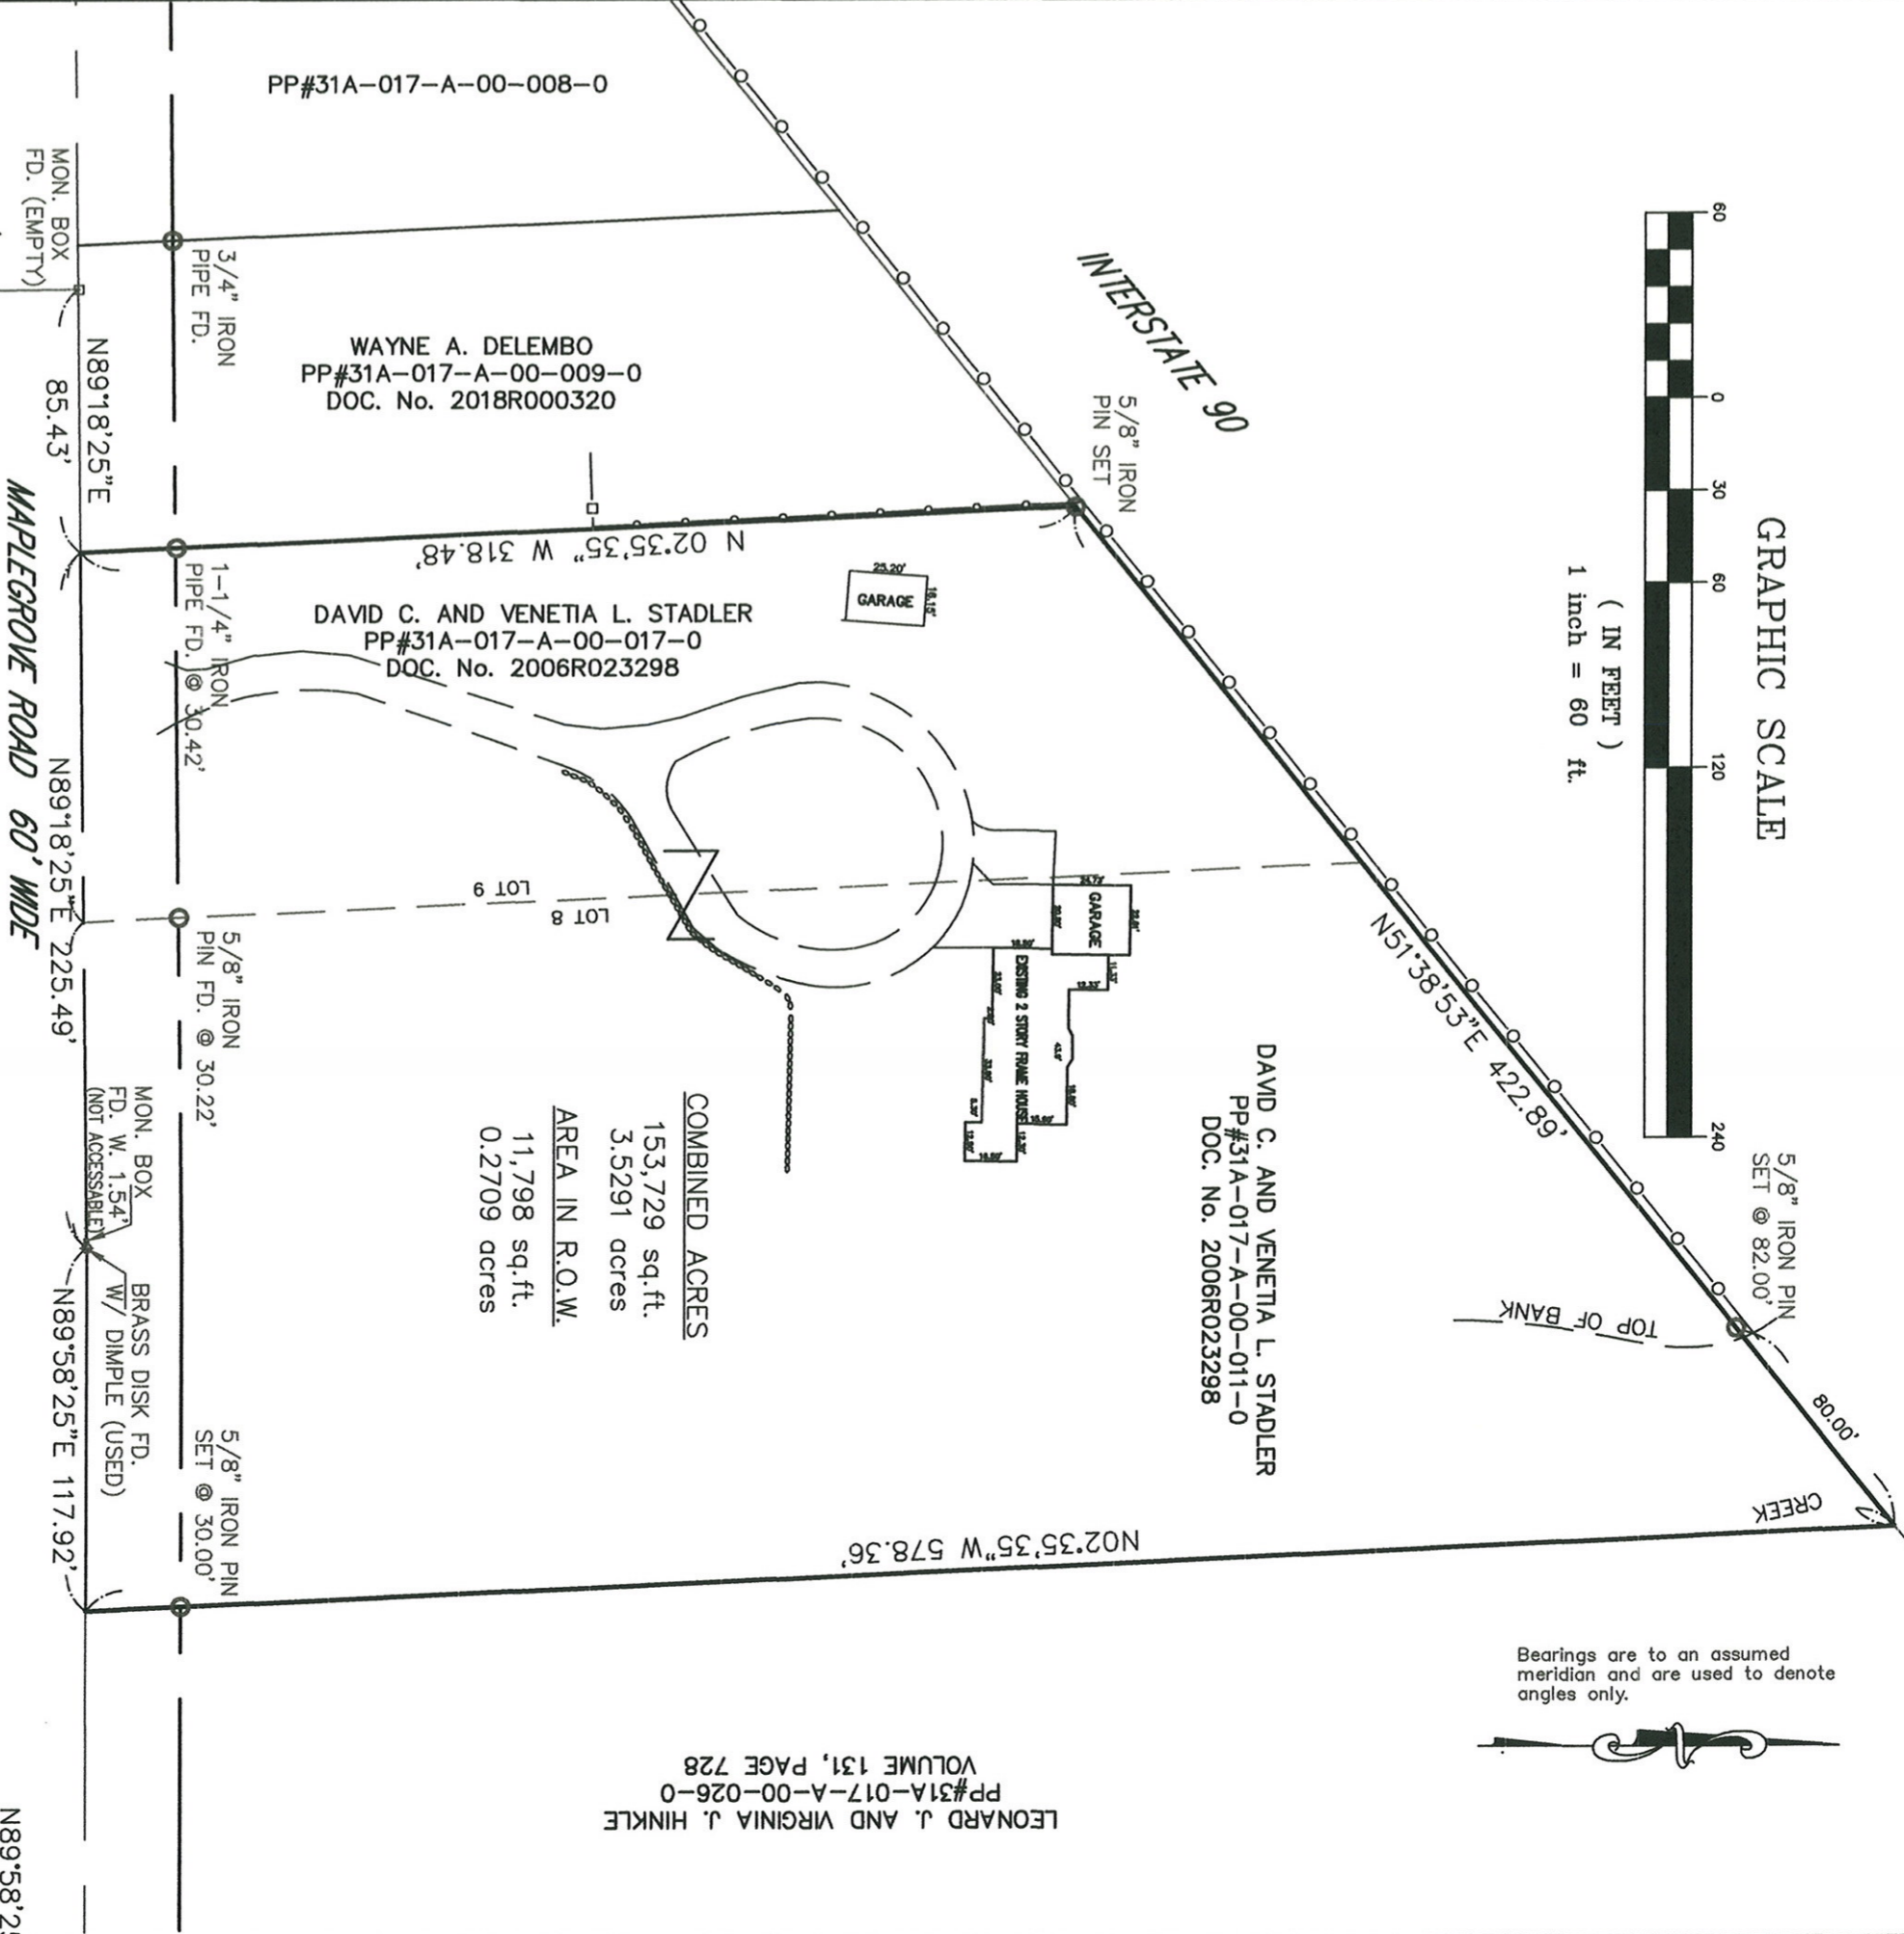 PP#31A-017-A-00-008-0
MON. BOX
FD. (EMPTY)
3/4" IRON
PIPE FD.
N89°18'25"E
85.43'
WAYNE A. DELEMBO
PP#31A-017-A-00-009-0
DOC. No. 2018R000320
INTERSTATE 90
5/8" IRON
PIN SET
GRAPHIC SCALE
60
0
30
60
120
240
( IN FEET )
1 inch = 60 ft.
MAPLEGROVE ROAD 60' WIDE
N 02°35'35" W 318.48'
1-1/4" IRON
PIPE FD. @ 30.42'
DAVID C. AND VENETIA L. STADLER
PP#31A-017-A-00-017-0
DOC. No. 2006R023298
25.20'
GARAGE
N89°18'25"E 225.49'
LOT 9
LOT 8
5/8" IRON
PIN FD. @ 30.22'
GARAGE
EXISTING 2 STORY FRAME HOUSE
N51°38'53"E 422.89'
DAVID C. AND VENETIA L. STADLER
PP#31A-017-A-00-011-0
DOC. No. 2006R023298
COMBINED ACRES
153,729 sq.ft.
3.5291 acres
AREA IN R.O.W.
11,798 sq.ft.
0.2709 acres
MON. BOX
FD. W. 1.54'
(NOT ACCESSABLE)
BRASS DISK FD.
W/ DIMPLE (USED)
N89°58'25"E 117.92'
5/8" IRON PIN
SET @ 30.00'
5/8" IRON PIN
SET @ 82.00'
TOP OF BANK
80.00'
CREEK
N02°35'35" W 578.36'
Bearings are to an assumed
meridian and are used to denote
angles only.
LEONARD J. AND VIRGINIA J. HINKLE
PP#31A-017-A-00-026-0
VOLUME 131, PAGE 728
N89°58'25